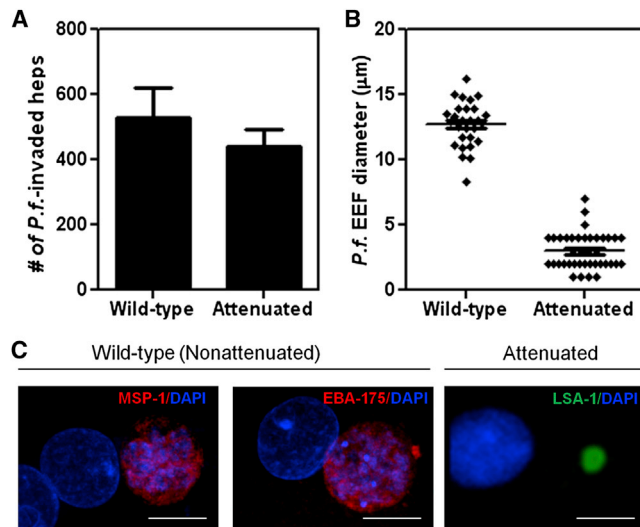 A
# of P.f.-invaded heps
800
600
400
200
0
Wild-type Attenuated
B
P.f. EEF diameter (μm)
20
15
10
5
0
Wild-type Attenuated
C
Wild-type (Nonattenuated)
Attenuated
MSP-1/DAPI
EBA-175/DAPI
LSA-1/DAPI